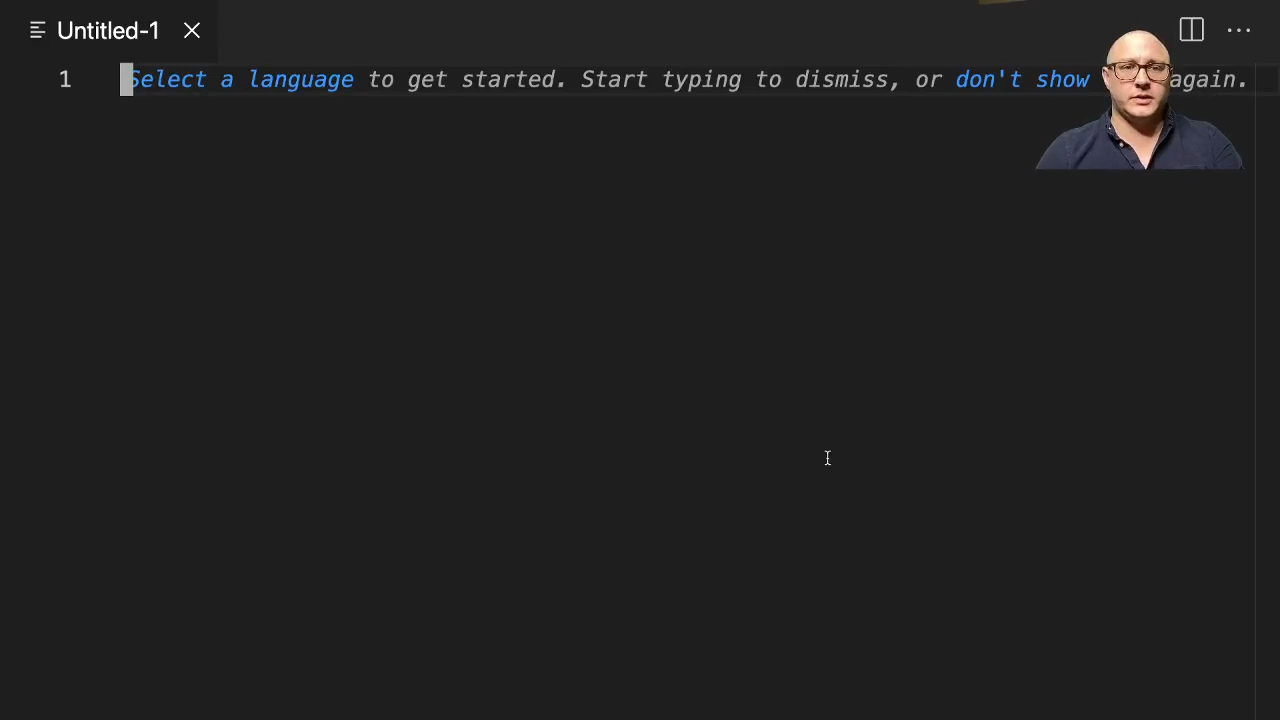 Untitled-1
1 Select a language to get started. Start typing to dismiss, or don't show again.